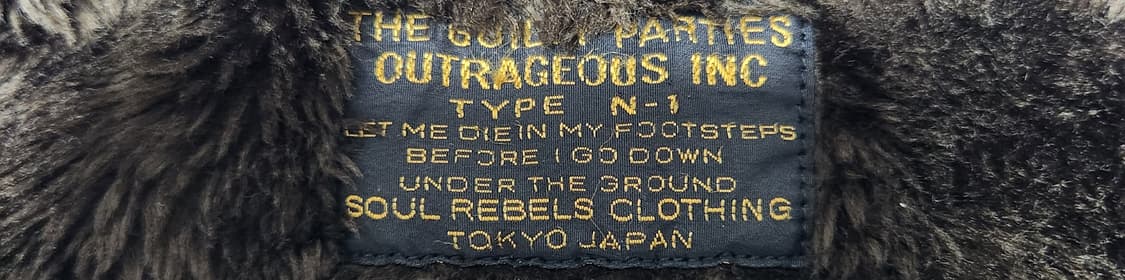 THE GUILTY PARTIES
OUTRAGEOUS INC
TYPE N-1
LET ME DIE IN MY FOOTSTEPS
BEFORE I GO DOWN
UNDER THE GROUND
SOUL REBELS CLOTHING
TOKYO JAPAN